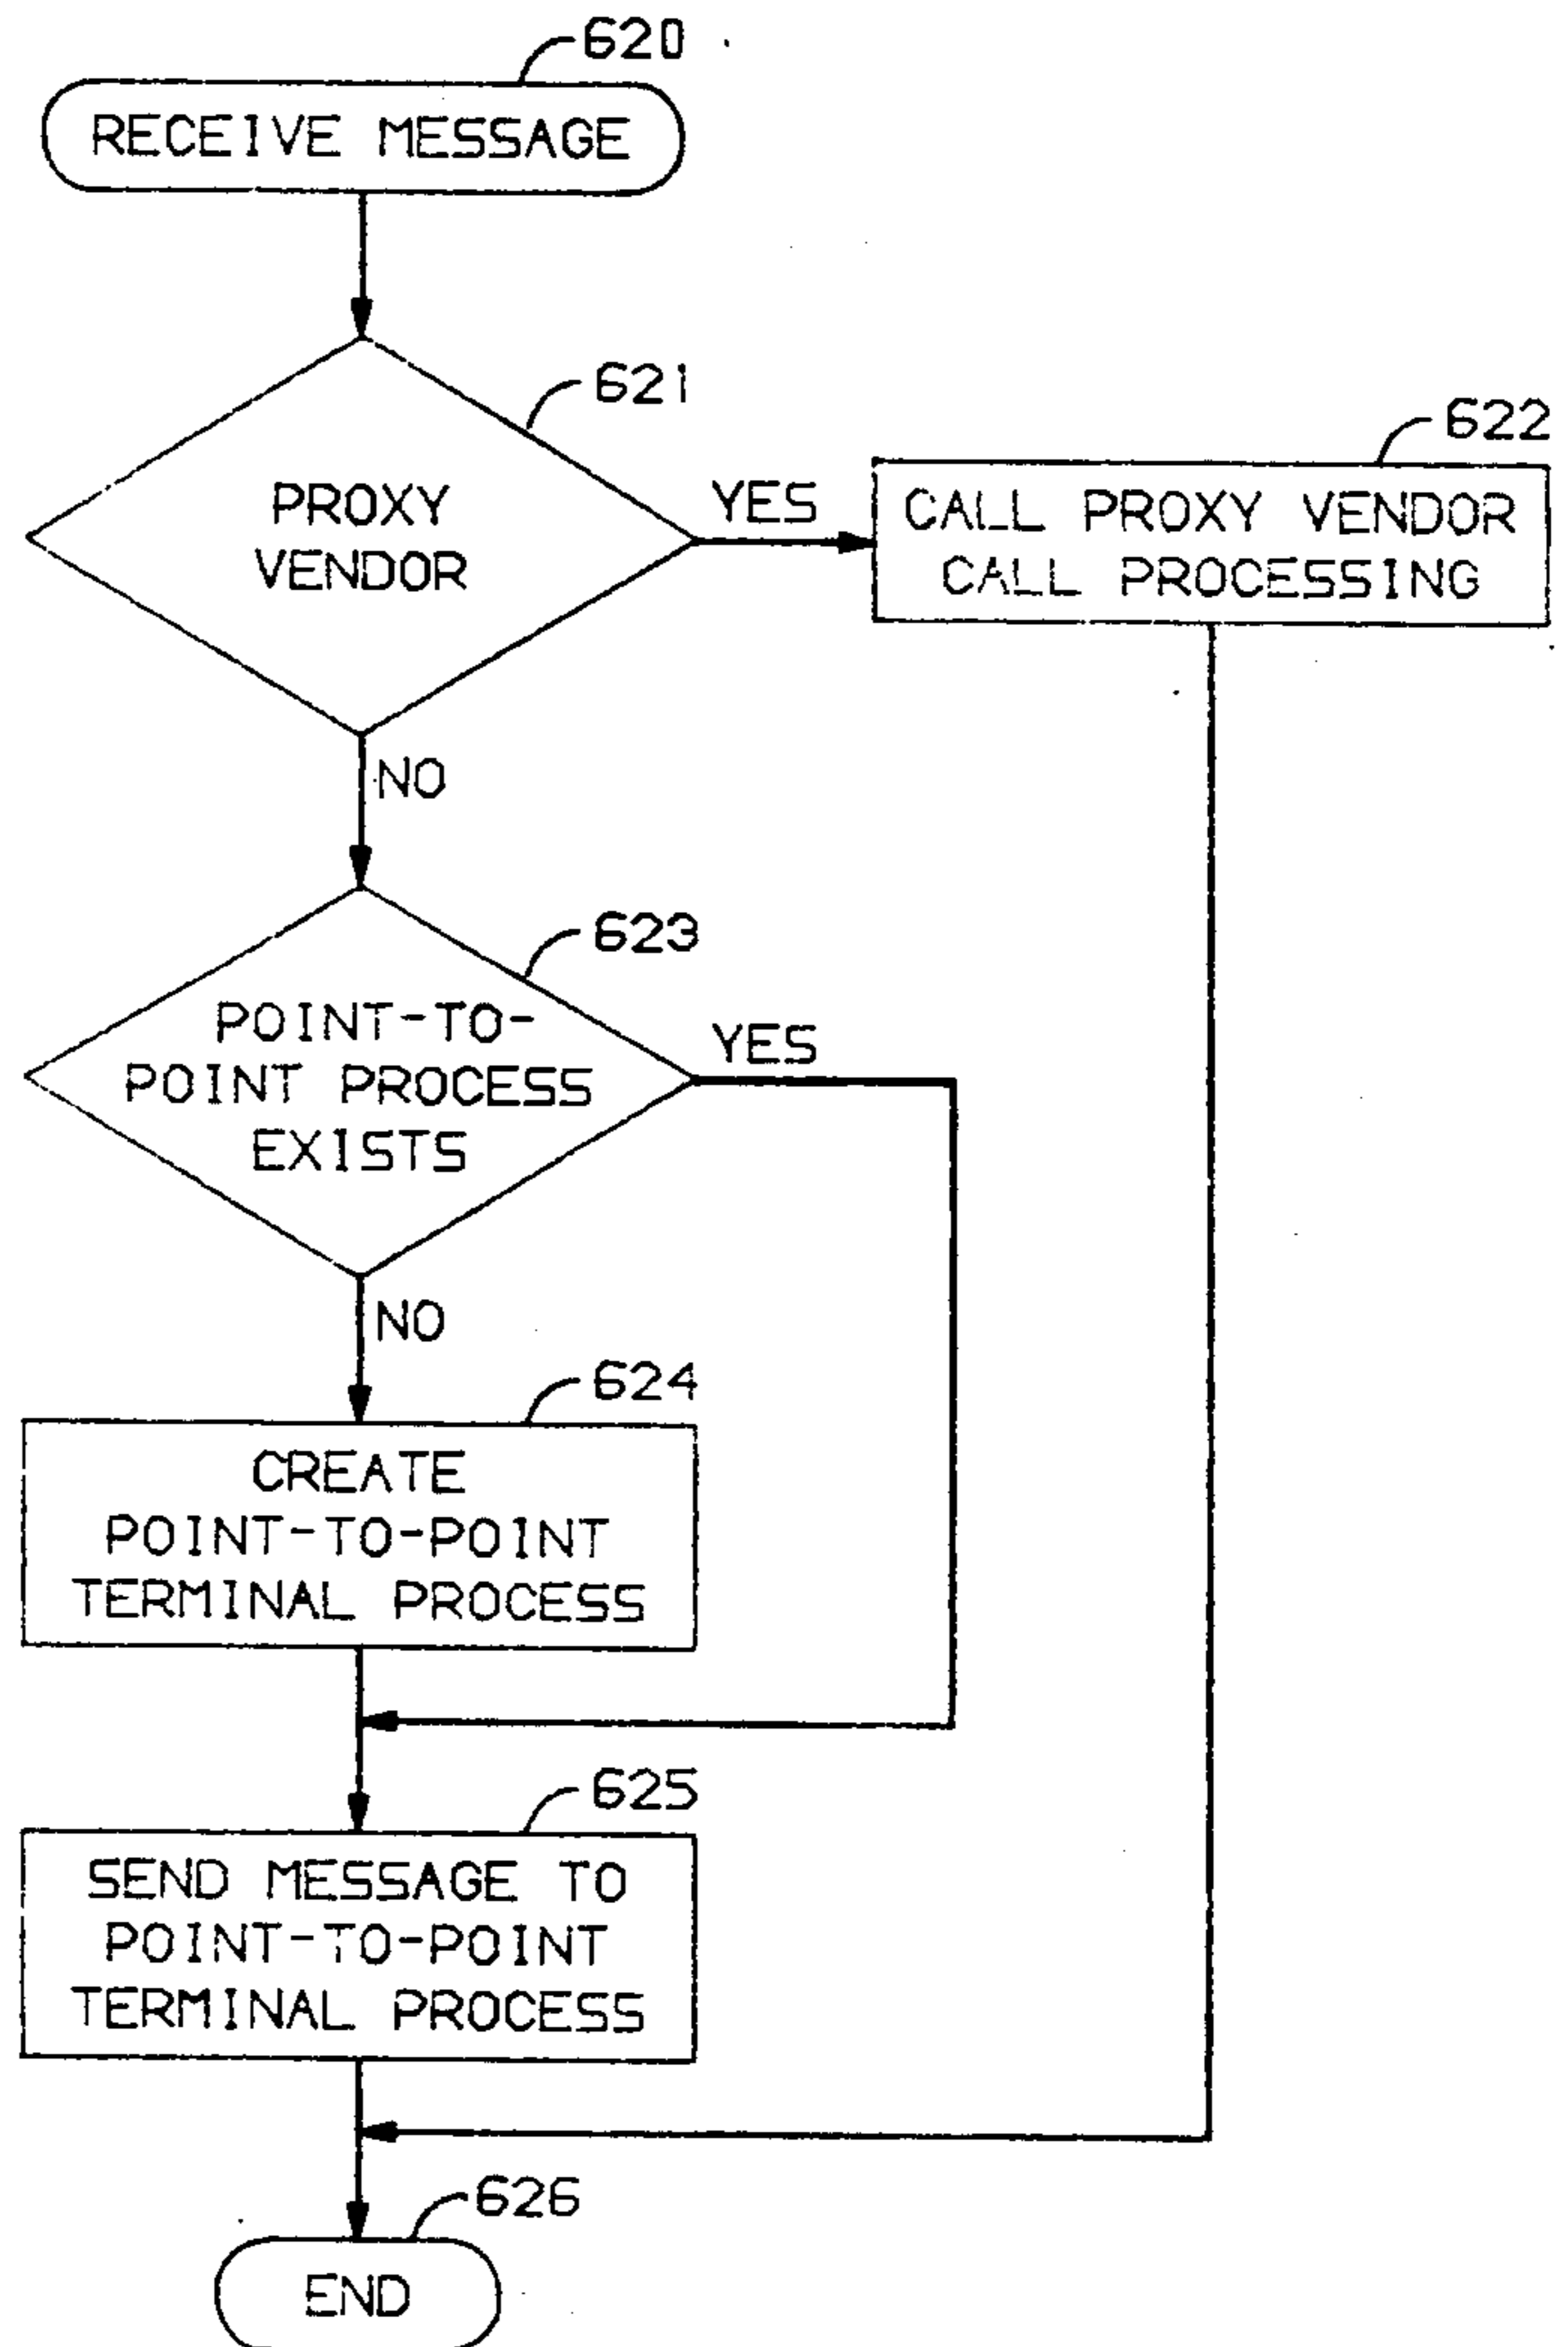 620
RECEIVE MESSAGE
621
PROXY
VENDOR
YES
622
CALL PROXY VENDOR
CALL PROCESSING
NO
623
POINT-TO-
POINT PROCESS
EXISTS
YES
NO
624
CREATE
POINT-TO-POINT
TERMINAL PROCESS
625
SEND MESSAGE TO
POINT-TO-POINT
TERMINAL PROCESS
626
END